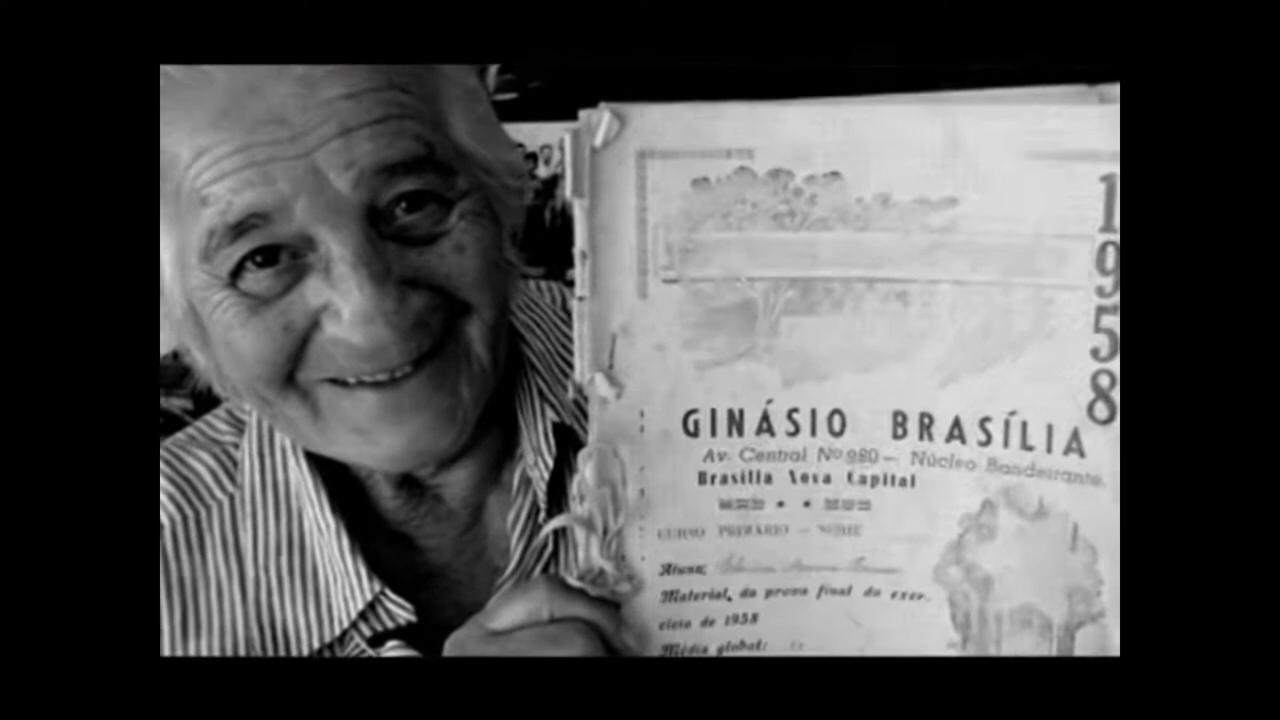 1958
GINÁSIO BRASÍLIA
Av. Central Nº 980 — Núcleo Bandeirante.
Brasília Nova Capital
CURSO PRIMÁRIO — SÉRIE
Aluno:
Material, da prova final do exer.
cicio de 1958
Média global: